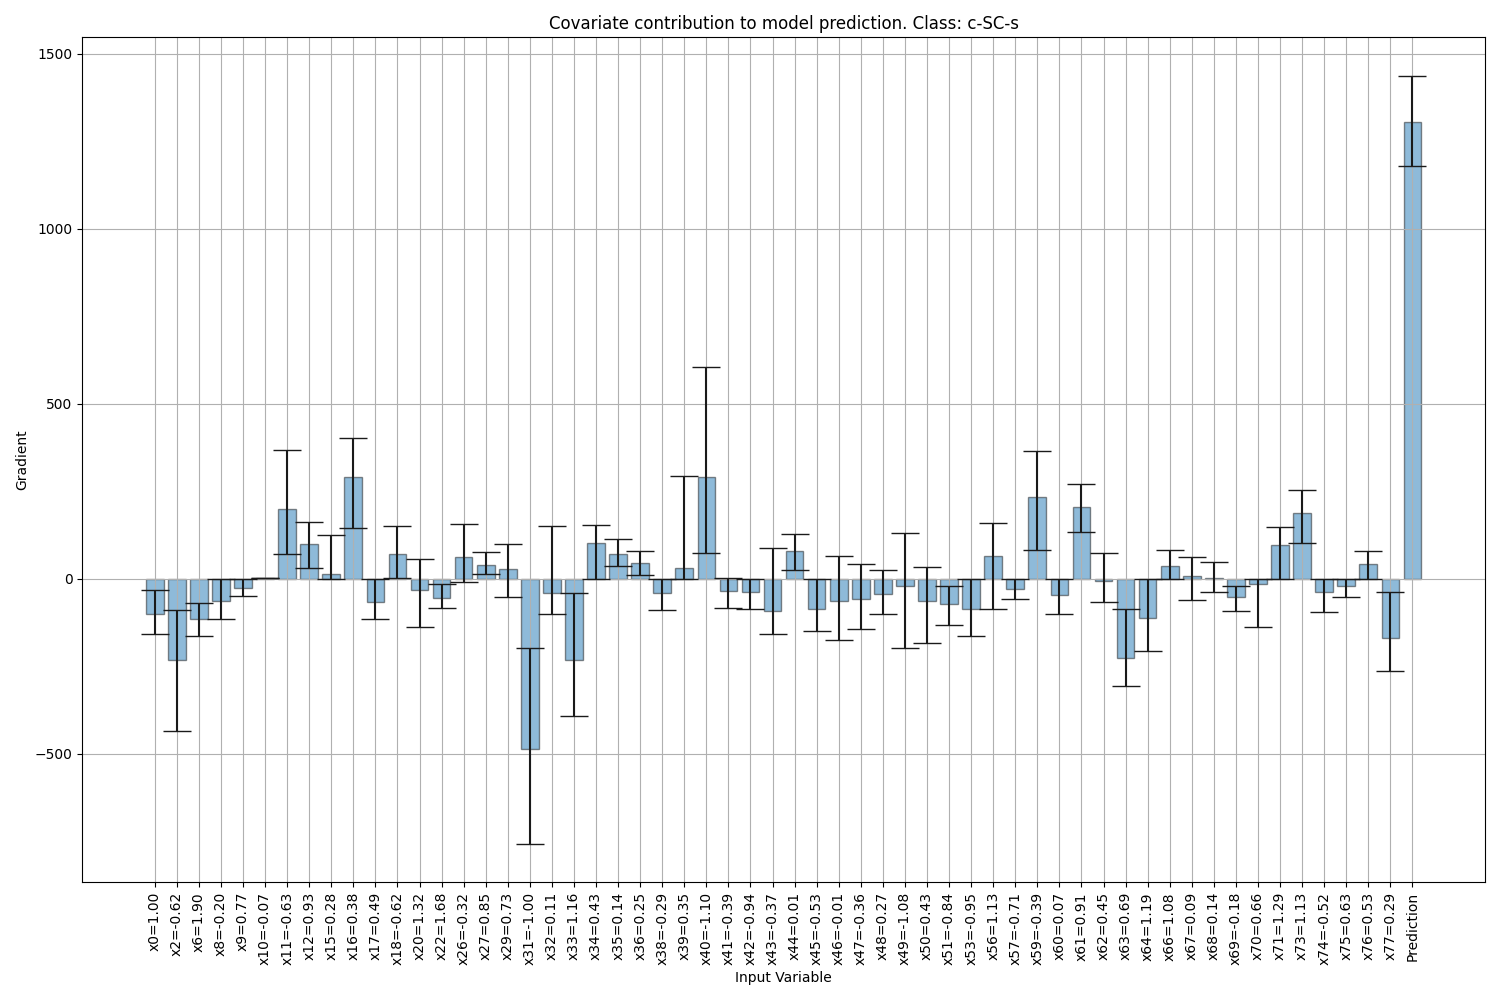 Covariate contribution to model prediction. Class: c-SC-s
1500
1000
500
0
−500
Gradient
x0=1.00
x2=-0.62
x6=1.90
x8=-0.20
x9=0.77
x10=-0.07
x11=-0.63
x12=0.93
x15=0.28
x16=0.38
x17=0.49
x18=-0.62
x20=1.32
x22=1.68
x26=-0.32
x27=0.85
x29=0.73
x31=-1.00
x32=0.11
x33=1.16
x34=0.43
x35=0.14
x36=0.25
x38=-0.29
x39=0.35
x40=-1.10
x41=-0.39
x42=-0.94
x43=-0.37
x44=0.01
x45=-0.53
x46=-0.01
x47=-0.36
x48=0.27
x49=-1.08
x50=0.43
x51=-0.84
x53=-0.95
x56=1.13
x57=-0.71
x59=-0.39
x60=0.07
x61=0.91
x62=0.45
x63=0.69
x64=1.19
x66=1.08
x67=0.09
x68=0.14
x69=-0.18
x70=0.66
x71=1.29
x73=1.13
x74=-0.52
x75=0.63
x76=0.53
x77=0.29
Prediction
Input Variable